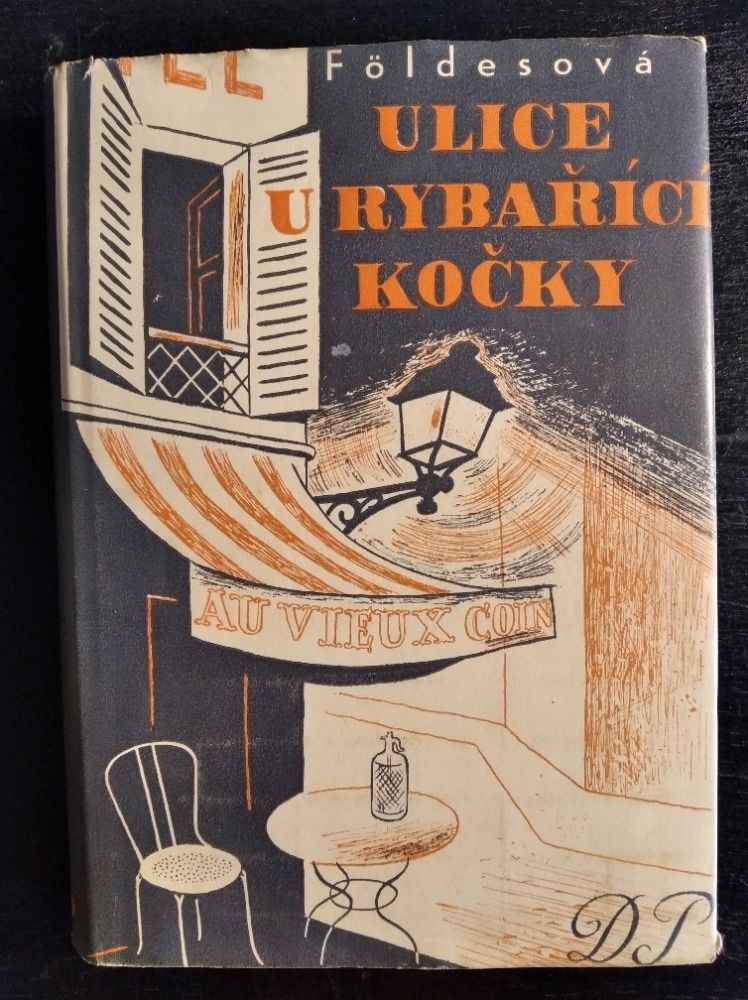 Földesová
ULICE
U RYBAŘÍCÍ
KOČKY
AU VIEUX COIN
DP